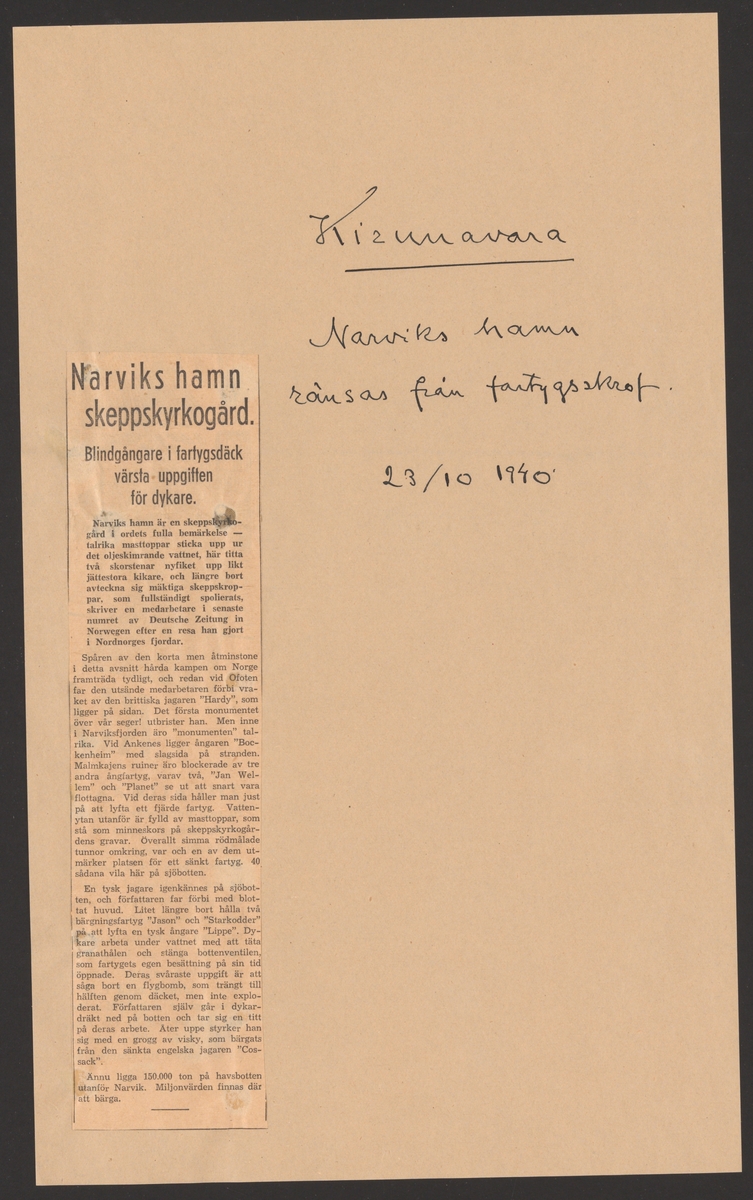 Kirunavara
Narviks hamn
rånsas från fartygsskrof.
23/10 1940
Narviks hamn
skeppskyrkogård.
Blindgångare i fartygsdäck
värsta uppgiften
för dykare.
Narviks hamn är en skeppskyrko-
gård i ordets fulla bemärkelse —
talrika masttoppar sticka upp ur
det oljeskimrande vattnet, här titta
två skorstenar nyfiket upp likt
jättestora kikare, och längre bort
avteckna sig mäktiga skeppskrop-
par, som fullständigt spolierats,
skriver en medarbetare i senaste
numret av Deutsche Zeitung in
Norwegen efter en resa han gjort
i Nordnorges fjordar.
Spåren av den korta men åtminstone
i detta avsnitt hårda kampen om Norge
framträda tydligt, och redan vid Ofoten
far den utsände medarbetaren förbi vra-
ket av den brittiska jagaren "Hardy", som
ligger på sidan. Det första monumentet
över vår seger! utbrister han. Men inne
i Narviksfjorden äro "monumenten" tal-
rika. Vid Ankenes ligger ångaren "Boc-
kenheim" med slagsida på stranden.
Malmkajens ruiner äro blockerade av tre
andra ångfartyg, varav två, "Jan Wel-
lem" och "Planet" se ut att snart vara
flottagna. Vid deras sida håller man just
på att lyfta ett fjärde fartyg. Vatten-
ytan utanför är fylld av masttoppar, som
stå som minneskors på skeppskyrkogår-
dens gravar. Överallt simma rödmålade
tunnor omkring, var och en av dem ut-
märker platsen för ett sänkt fartyg. 40
sådana vila här på sjöbotten.
En tysk jagare igenkännes på sjöbot-
ten, och författaren far förbi med blot-
tat huvud. Litet längre bort hålla två
bärgningsfartyg "Jason" och "Starkodder"
på att lyfta en tysk ångare "Lippe". Dy-
kare arbeta under vattnet med att täta
granathålen och stänga bottenventilen,
som fartygets egen besättning på sin tid
öppnade. Deras svåraste uppgift är att
såga bort en flygbomb, som trängt till
hälften genom däcket, men inte explo-
derat. Författaren själv går i dykar-
dräkt ned på botten och tar sig en titt
på deras arbete. Åter uppe styrker han
sig med en grogg av visky, som bärgats
från den sänkta engelska jagaren "Cos-
sack".
Ännu ligga 150.000 ton på havsbotten
utanför Narvik. Miljonvärden finnas där
att bärga.